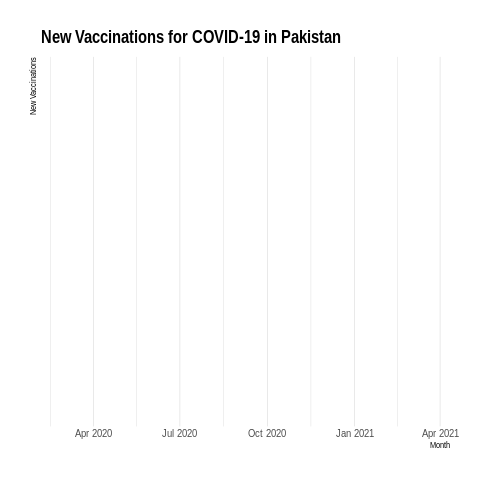 New Vaccinations for COVID-19 in Pakistan
New Vaccinations
Apr 2020 Jul 2020 Oct 2020 Jan 2021 Apr 2021
Month